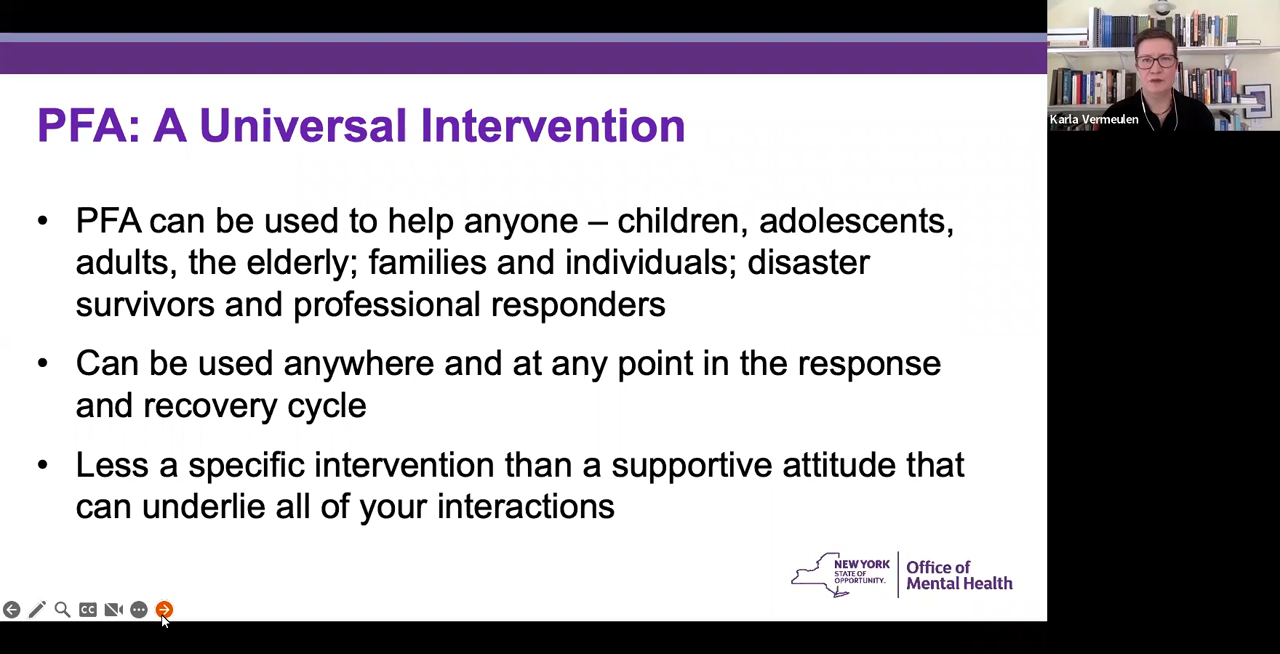 PFA: A Universal Intervention
• PFA can be used to help anyone – children, adolescents,
adults, the elderly; families and individuals; disaster
survivors and professional responders
• Can be used anywhere and at any point in the response
and recovery cycle
• Less a specific intervention than a supportive attitude that
can underlie all of your interactions
NEW YORK
STATE OF
OPPORTUNITY.
Office of
Mental Health
CC
Karla Vermeulen